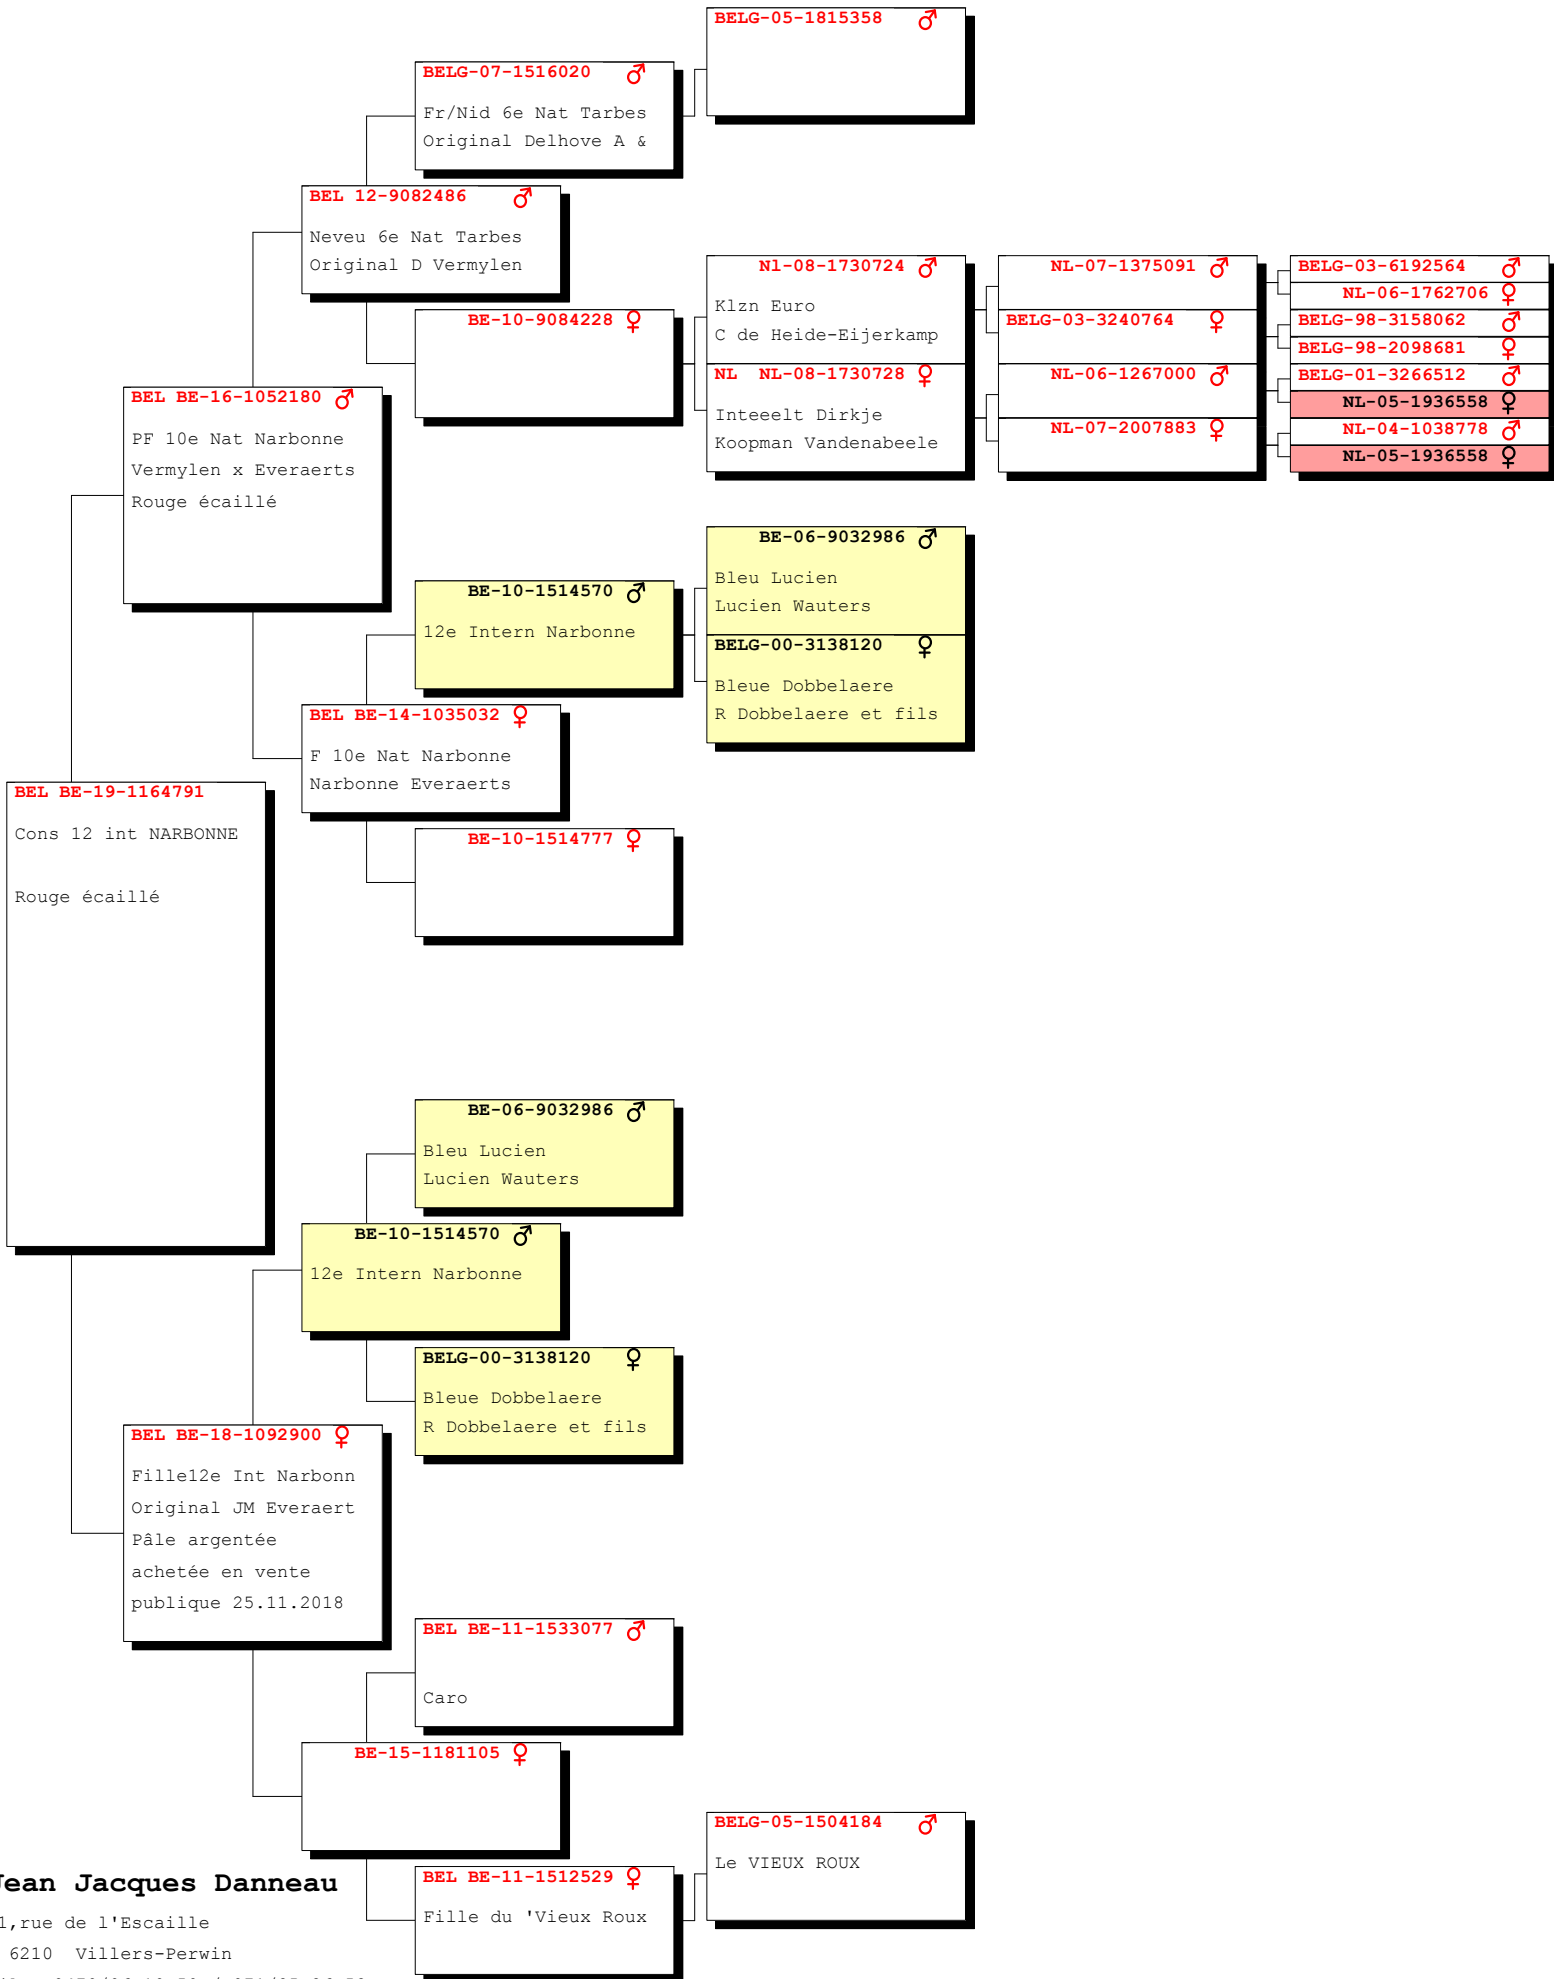 BELG-05-1815358 ♂
BELG-07-1516020 ♂
Fr/Nid 6e Nat Tarbes
Original Delhove A &
BEL 12-9082486 ♂
Neveu 6e Nat Tarbes
Original D Vermylen
BE-10-9084228 ♀
Nl-08-1730724 ♂
Klzn Euro
C de Heide-Eijerkamp
NL NL-08-1730728 ♀
Inteeelt Dirkje
Koopman Vandenabeele
NL-07-1375091 ♂
BELG-03-3240764 ♀
NL-06-1267000 ♂
NL-07-2007883 ♀
BELG-03-6192564 ♂
NL-06-1762706 ♀
BELG-98-3158062 ♂
BELG-98-2098681 ♀
BELG-01-3266512 ♂
NL-05-1936558 ♀
NL-04-1038778 ♂
NL-05-1936558 ♀
BEL BE-16-1052180 ♂
PF 10e Nat Narbonne
Vermylen x Everaerts
Rouge écaillé
BE-10-1514570 ♂
12e Intern Narbonne
BE-06-9032986 ♂
Bleu Lucien
Lucien Wauters
BELG-00-3138120 ♀
Bleue Dobbelaere
R Dobbelaere et fils
BEL BE-14-1035032 ♀
F 10e Nat Narbonne
Narbonne Everaerts
BE-10-1514777 ♀
BEL BE-19-1164791
Cons 12 int NARBONNE
Rouge écaillé
BE-06-9032986 ♂
Bleu Lucien
Lucien Wauters
BE-10-1514570 ♂
12e Intern Narbonne
BELG-00-3138120 ♀
Bleue Dobbelaere
R Dobbelaere et fils
BEL BE-18-1092900 ♀
Fille12e Int Narbonn
Original JM Everaert
Pâle argentée
achetée en vente
publique 25.11.2018
BEL BE-11-1533077 ♂
Caro
BE-15-1181105 ♀
BEL BE-11-1512529 ♀
Fille du 'Vieux Roux
BELG-05-1504184 ♂
Le VIEUX ROUX
Jean Jacques Danneau
1,rue de l'Escaille
6210 Villers-Perwin